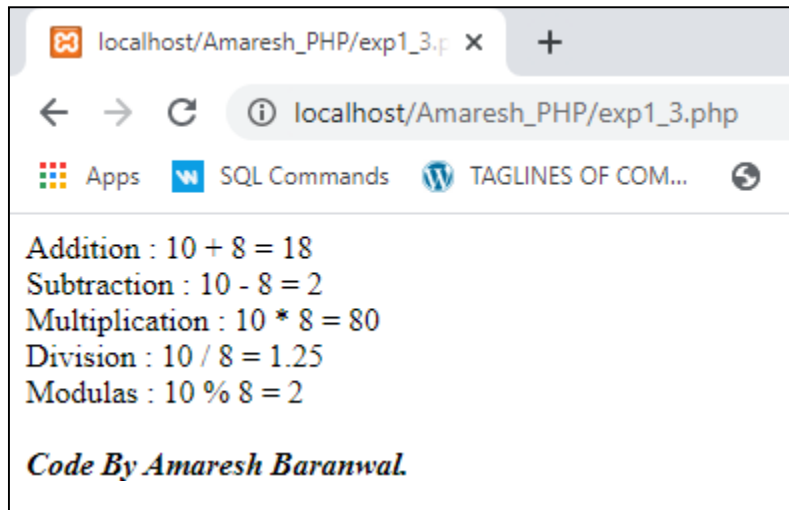 localhost/Amaresh_PHP/exp1_3.p
localhost/Amaresh_PHP/exp1_3.php
Apps SQL Commands TAGLINES OF COM...
Addition : 10 + 8 = 18
Subtraction : 10 - 8 = 2
Multiplication : 10 * 8 = 80
Division : 10 / 8 = 1.25
Modulas : 10 % 8 = 2
Code By Amaresh Baranwal.